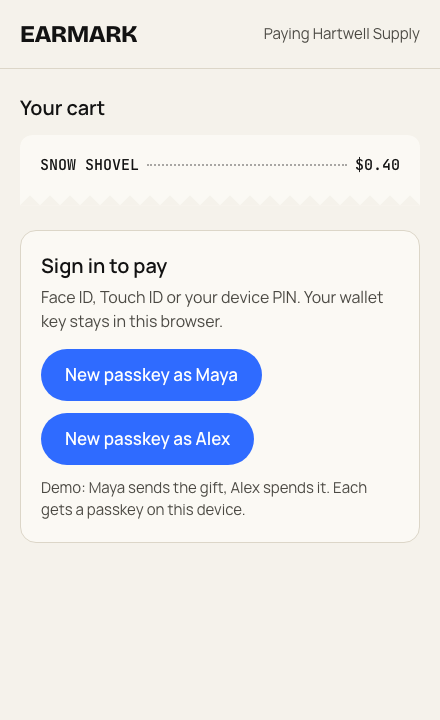 EARMARK
Paying Hartwell Supply
Your cart
SNOW SHOVEL $0.40
Sign in to pay
Face ID, Touch ID or your device PIN. Your wallet
key stays in this browser.
New passkey as Maya
New passkey as Alex
Demo: Maya sends the gift, Alex spends it. Each
gets a passkey on this device.